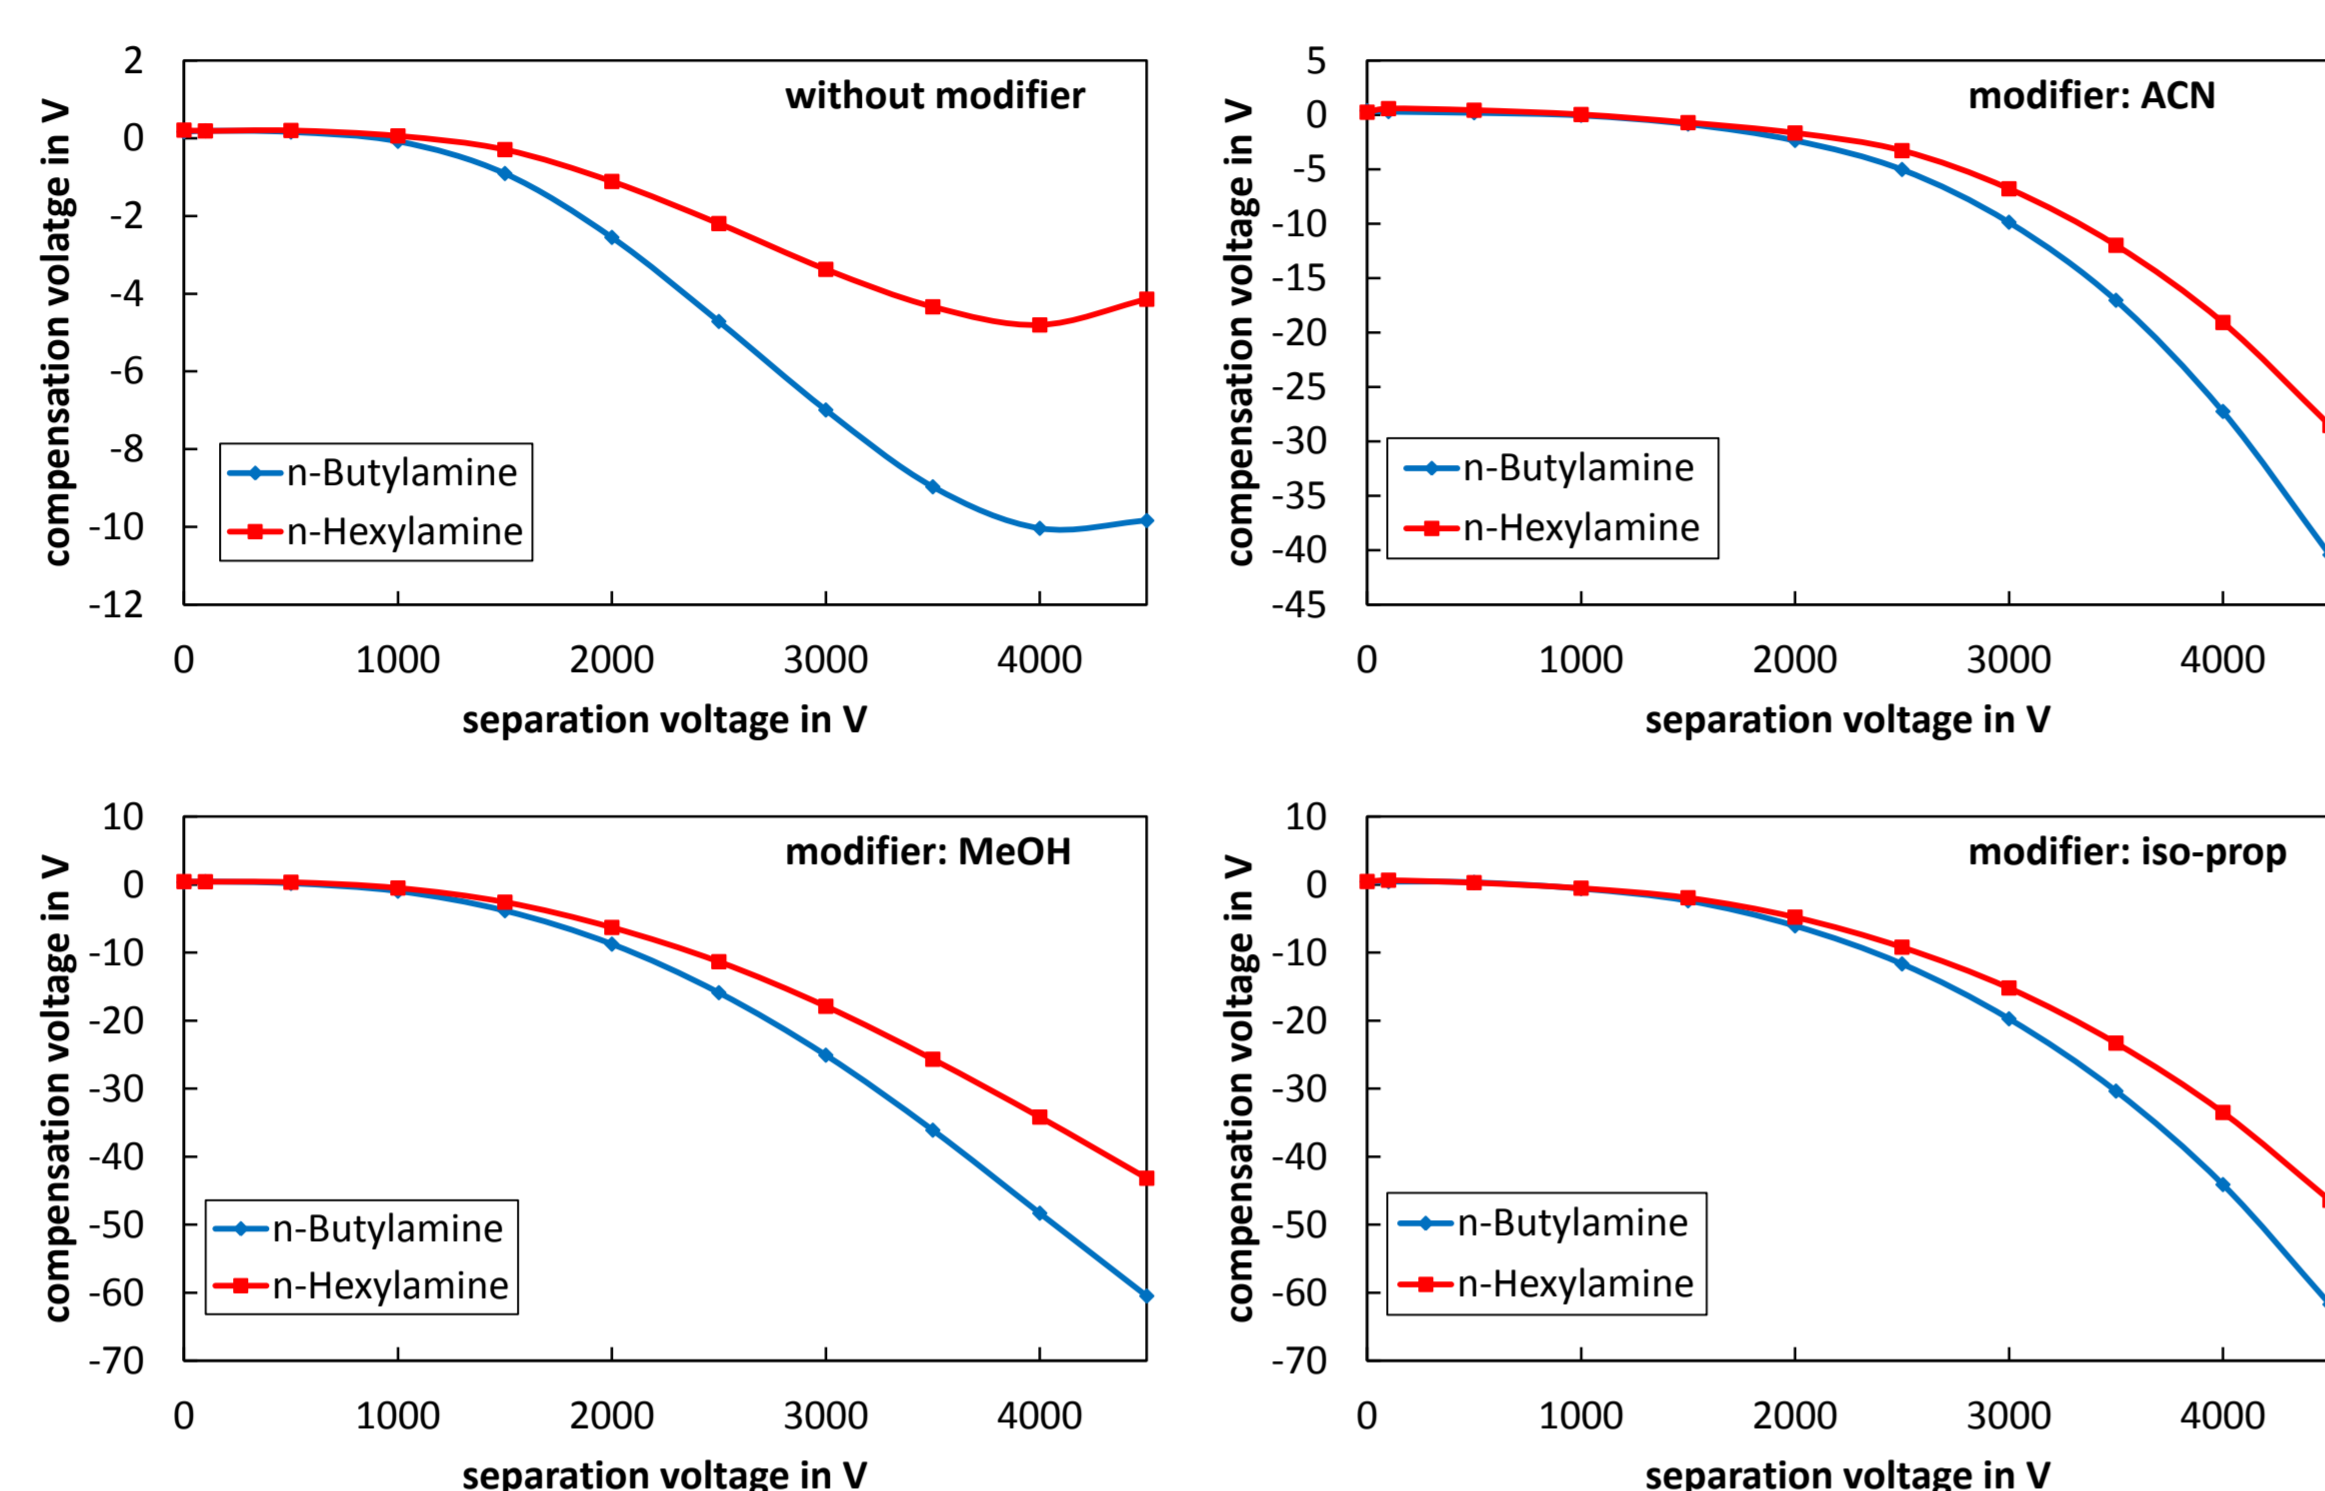 without modifier
compensation volatge in V
2
0
-2
-4
-6
-8
-10
-12
n-Butylamine
n-Hexylamine
0 1000 2000 3000 4000
separation voltage in V
modifier: ACN
compensation voltage in V
5
0
-5
-10
-15
-20
-25
-30
-35
-40
-45
n-Butylamine
n-Hexylamine
0 1000 2000 3000 4000
separation voltage in V
modifier: MeOH
compensation voltage in V
10
0
-10
-20
-30
-40
-50
-60
-70
n-Butylamine
n-Hexylamine
0 1000 2000 3000 4000
separation voltage in V
modifier: iso-prop
compensation voltage in V
10
0
-10
-20
-30
-40
-50
-60
-70
n-Butylamine
n-Hexylamine
0 1000 2000 3000 4000
separation voltage in V